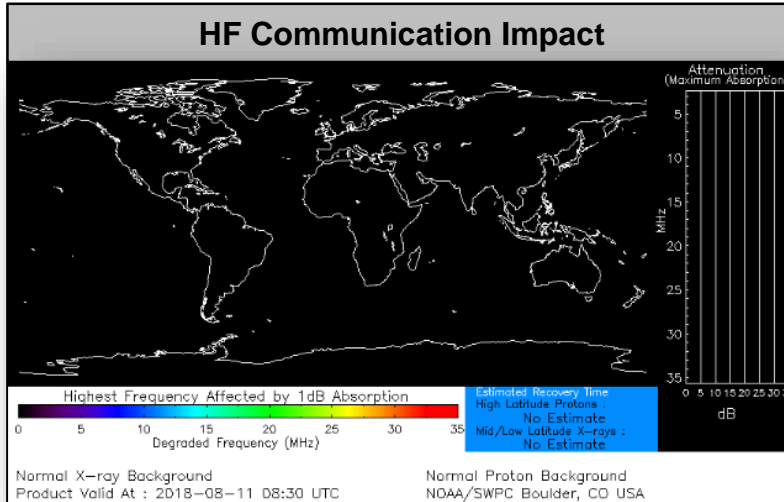 HF Communication Impact
Attenuation
(Maximum Absorption
5
10
15
20
25
30
35
MHz
0 5 10 15 20 25 30
dB
Highest Frequency Affected by 1dB Absorption
0 5 10 15 20 25 30 35
Degraded Frequency (MHz)
Estimated Recovery Time
High Latitude Protons :
No Estimate
Mid/Low Latitude X-rays :
No Estimate
Normal X-ray Background
Normal Proton Background
Product Valid At : 2018-08-11 08:30 UTC
NOAA/SWPC Boulder, CO USA